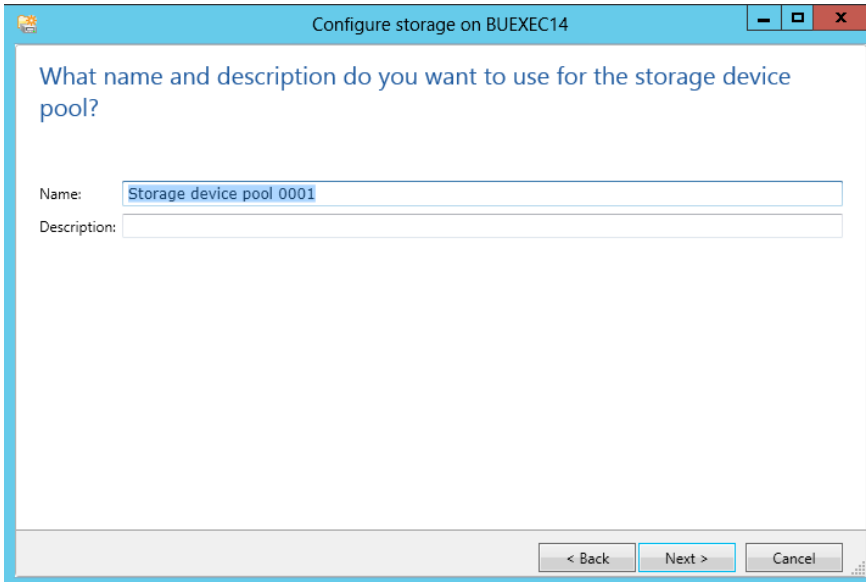 Configure storage on BUEXEC14
What name and description do you want to use for the storage device
pool?
Name: Storage device pool 0001
Description:
< Back Next > Cancel